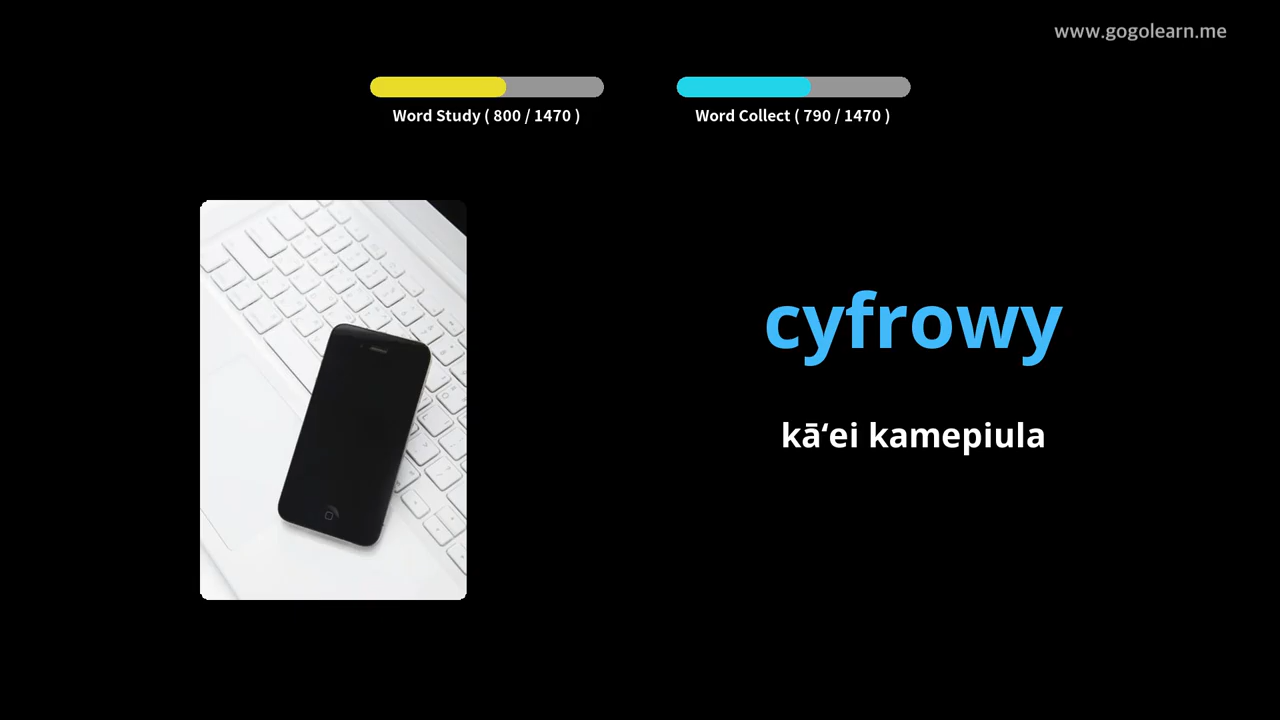 www.gogolearn.me
Word Study ( 800 / 1470 )
Word Collect ( 790 / 1470 )
cyfrowy
kāʻei kamepiula